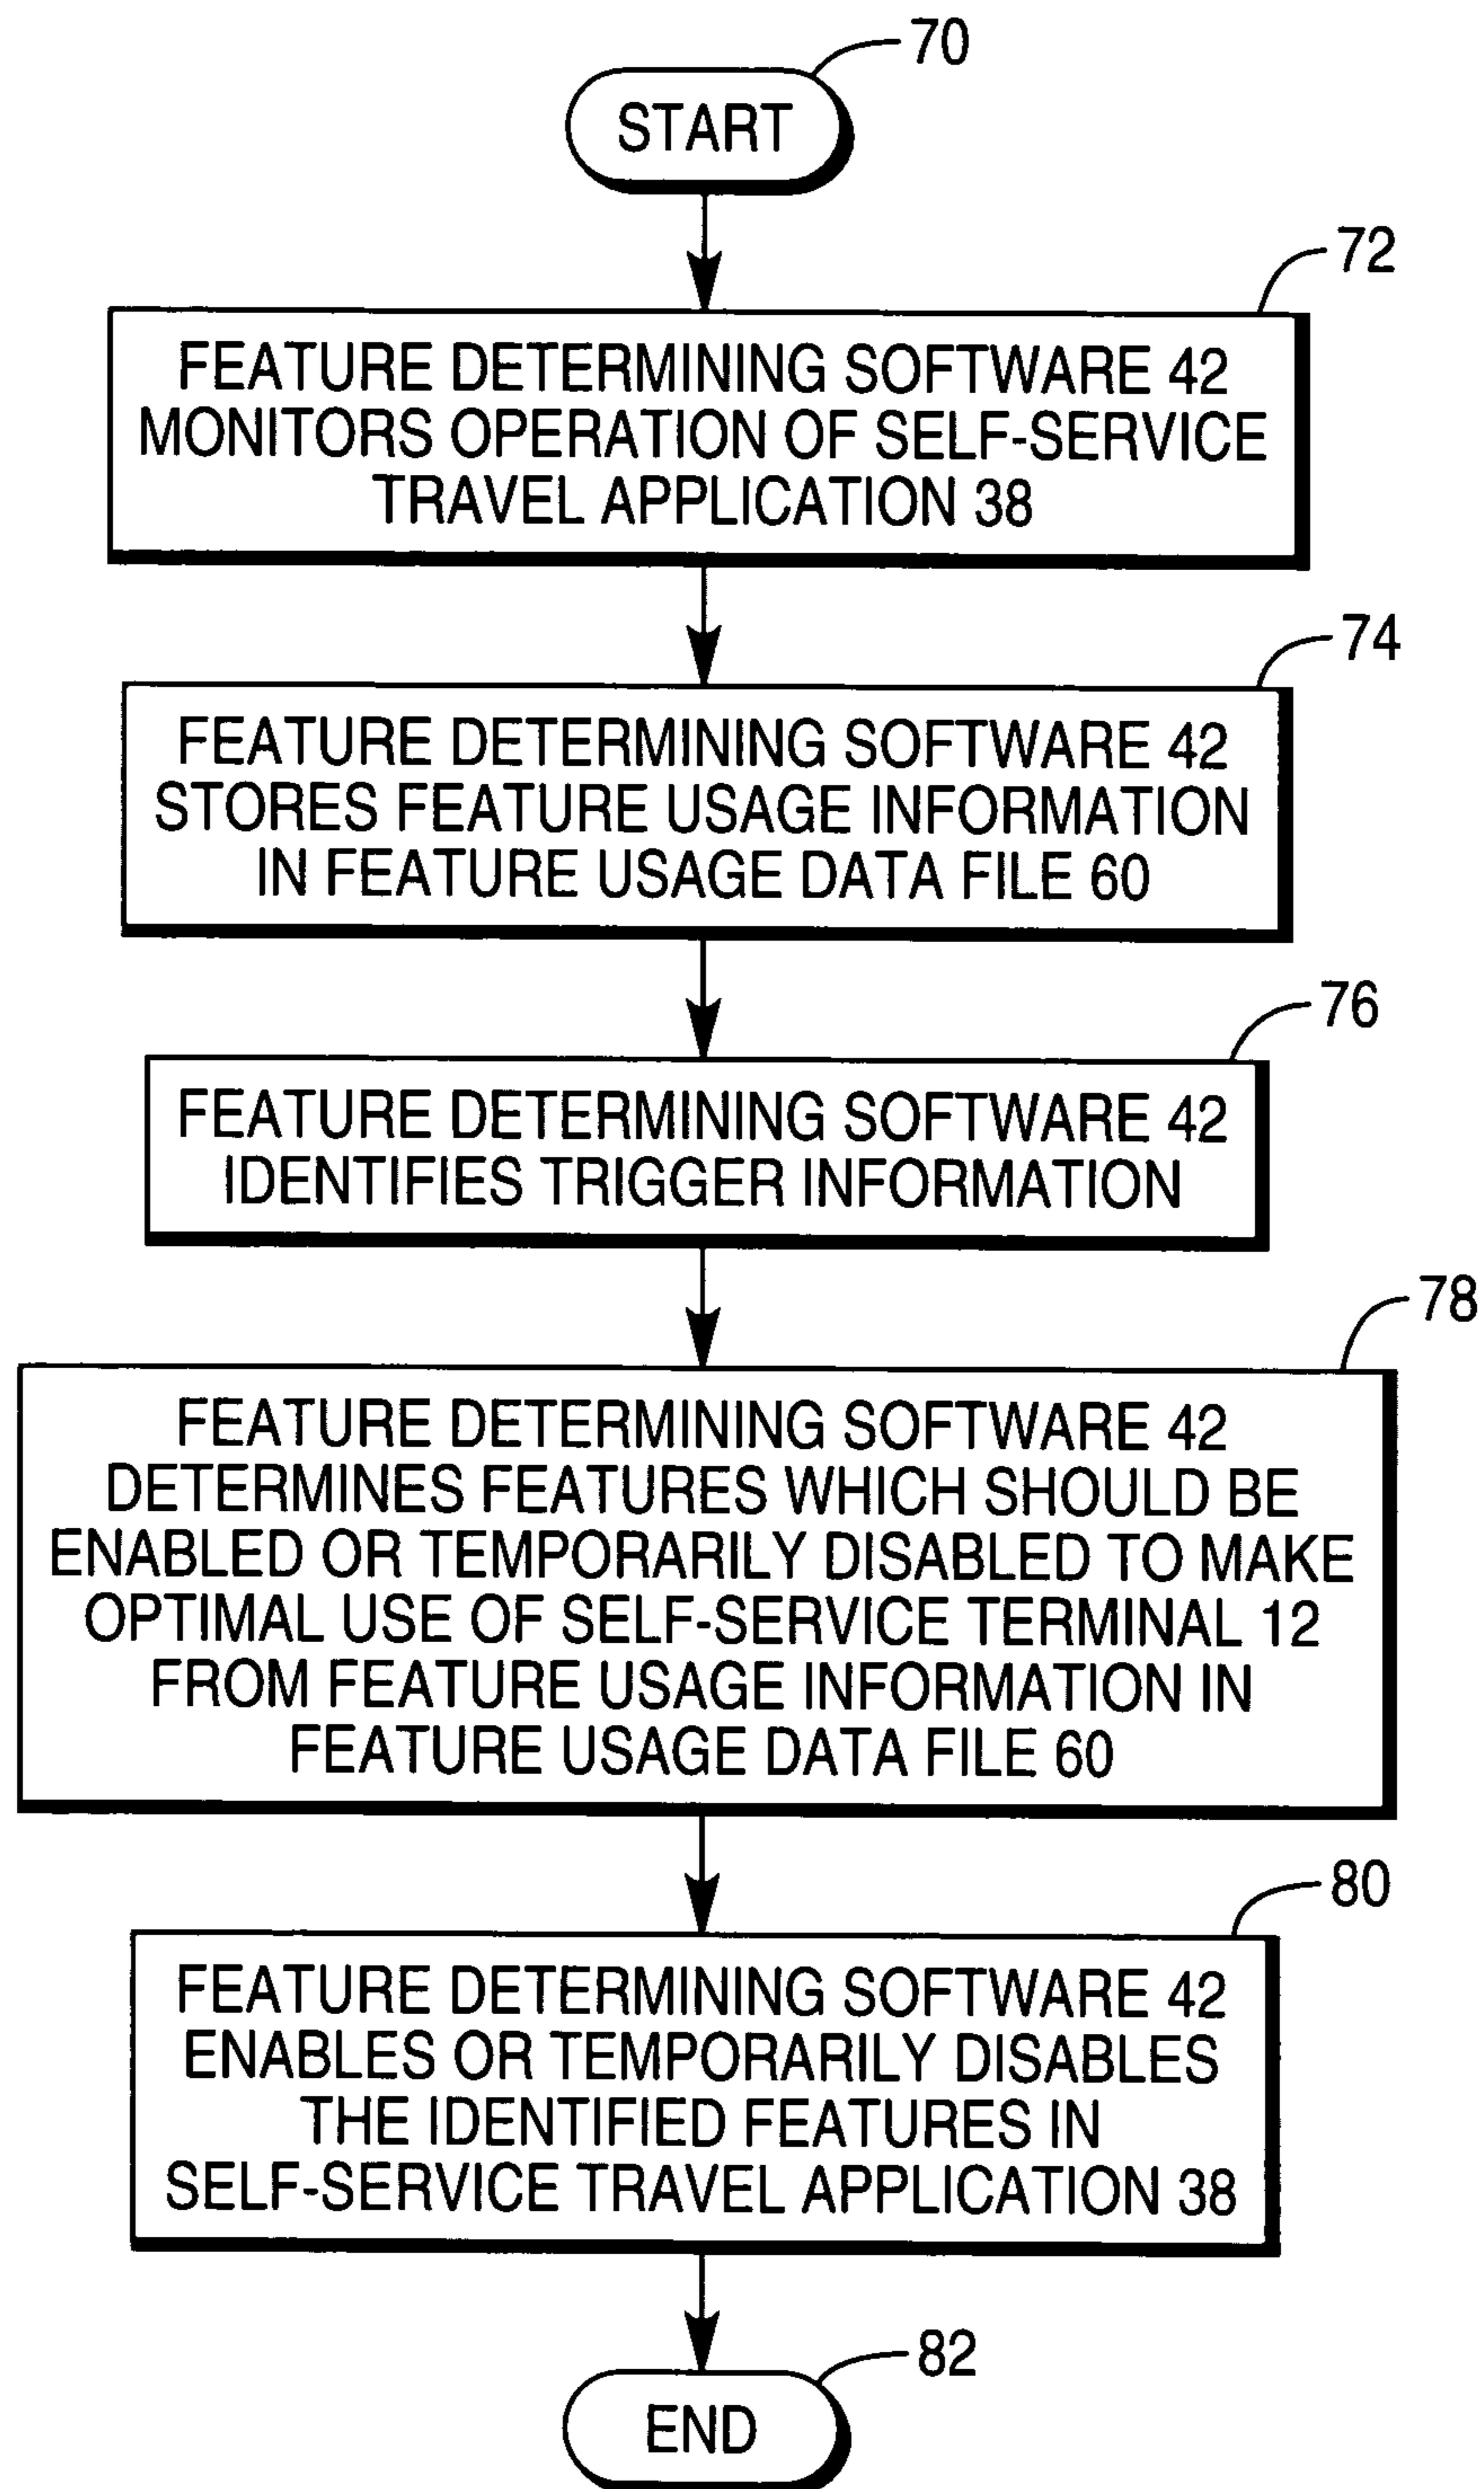 70
START
72
FEATURE DETERMINING SOFTWARE 42
MONITORS OPERATION OF SELF-SERVICE
TRAVEL APPLICATION 38
74
FEATURE DETERMINING SOFTWARE 42
STORES FEATURE USAGE INFORMATION
IN FEATURE USAGE DATA FILE 60
76
FEATURE DETERMINING SOFTWARE 42
IDENTIFIES TRIGGER INFORMATION
78
FEATURE DETERMINING SOFTWARE 42
DETERMINES FEATURES WHICH SHOULD BE
ENABLED OR TEMPORARILY DISABLED TO MAKE
OPTIMAL USE OF SELF-SERVICE TERMINAL 12
FROM FEATURE USAGE INFORMATION IN
FEATURE USAGE DATA FILE 60
80
FEATURE DETERMINING SOFTWARE 42
ENABLES OR TEMPORARILY DISABLES
THE IDENTIFIED FEATURES IN
SELF-SERVICE TRAVEL APPLICATION 38
82
END